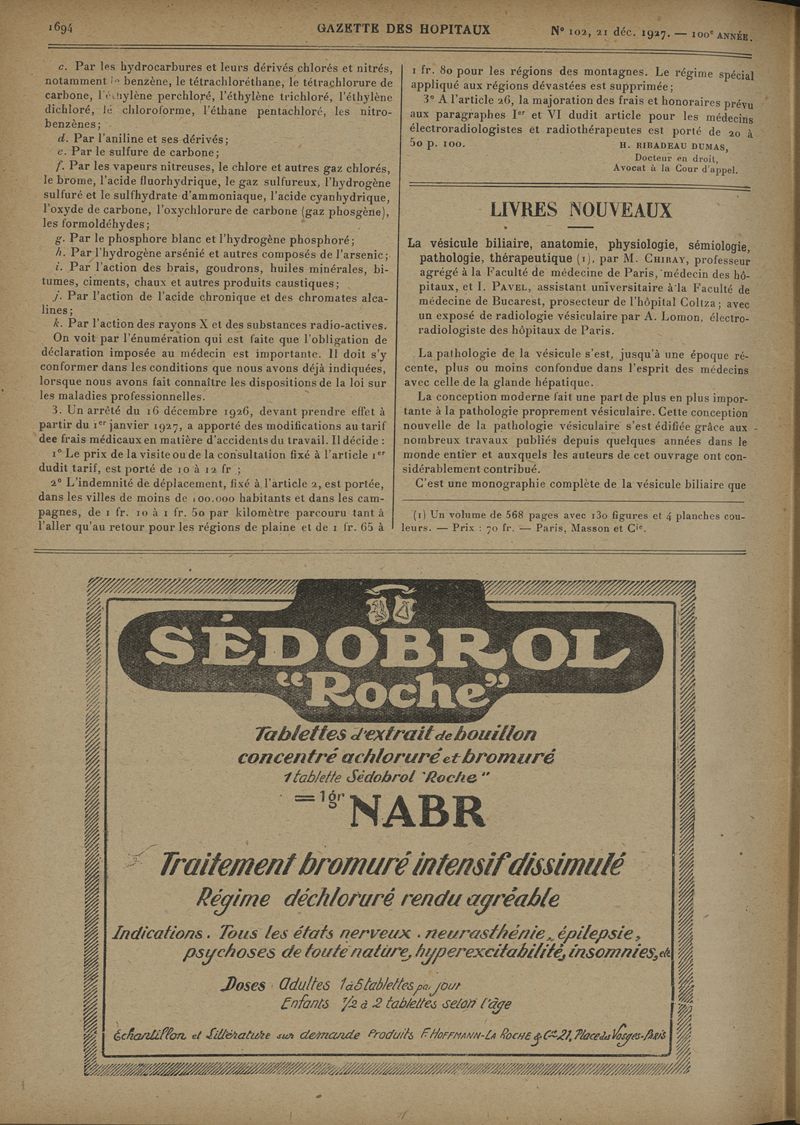 1694
GAZETTE DES HOPITAUX
N° 102, 21 déc. 1927. — 100e ANNÉE.
c. Par les hydrocarbures et leurs dérivés chlorés et nitrés,
notamment le benzène, le tétrachloréthane, le tétrachlorure de
carbone, l'éthylène perchloré, l'éthylène trichloré, l'éthylène
dichloré, le chloroforme, l'éthane pentachloré, les nitro-
benzènes;
d. Par l'aniline et ses dérivés;
e. Par le sulfure de carbone;
f. Par les vapeurs nitreuses, le chlore et autres gaz chlorés,
le brome, l'acide fluorhydrique, le gaz sulfureux, l'hydrogène
sulfuré et le sulfhydrate d'ammoniaque, l'acide cyanhydrique,
l'oxyde de carbone, l'oxychlorure de carbone (gaz phosgène),
les formoldéhydes;
g. Par le phosphore blanc et l'hydrogène phosphoré;
h. Par l'hydrogène arsénié et autres composés de l'arsenic;
i. Par l'action des brais, goudrons, huiles minérales, bi-
tumes, ciments, chaux et autres produits caustiques;
j. Par l'action de l'acide chronique et des chromates alca-
lines;
k. Par l'action des rayons X et des substances radio-actives.
On voit par l'énumération qui est faite que l'obligation de
déclaration imposée au médecin est importante. Il doit s'y
conformer dans les conditions que nous avons déjà indiquées,
lorsque nous avons fait connaître les dispositions de la loi sur
les maladies professionnelles.
3. Un arrêté du 16 décembre 1926, devant prendre effet à
partir du 1er janvier 1927, a apporté des modifications au tarif
dee frais médicaux en matière d'accidents du travail. Il décide :
1° Le prix de la visite ou de la consultation fixé à l'article 1er
dudit tarif, est porté de 10 à 12 fr ;
2° L'indemnité de déplacement, fixé à l'article 2, est portée,
dans les villes de moins de 100.000 habitants et dans les cam-
pagnes, de 1 fr. 10 à 1 fr. 50 par kilomètre parcouru tant à
l'aller qu'au retour pour les régions de plaine et de 1 fr. 65 à
1 fr. 80 pour les régions des montagnes. Le régime spécial
appliqué aux régions dévastées est supprimée;
3° A l'article 26, la majoration des frais et honoraires prévu
aux paragraphes Ier et VI dudit article pour les médecins
électroradiologistes et radiothérapeutes est porté de 20 à
50 p. 100.
H. RIBADEAU DUMAS,
Docteur en droit,
Avocat à la Cour d'appel.
LIVRES NOUVEAUX
La vésicule biliaire, anatomie, physiologie, sémiologie,
pathologie, thérapeutique (1), par M. CHIRAY, professeur
agrégé à la Faculté de médecine de Paris, médecin des hô-
pitaux, et I. PAVEL, assistant universitaire à la Faculté de
médecine de Bucarest, prosecteur de l'hôpital Coltza; avec
un exposé de radiologie vésiculaire par A. Lomon, électro-
radiologiste des hôpitaux de Paris.
La pathologie de la vésicule s'est, jusqu'à une époque ré-
cente, plus ou moins confondue dans l'esprit des médecins
avec celle de la glande hépatique.
La conception moderne fait une part de plus en plus impor-
tante à la pathologie proprement vésiculaire. Cette conception
nouvelle de la pathologie vésiculaire s'est édifiée grâce aux
nombreux travaux publiés depuis quelques années dans le
monde entier et auxquels les auteurs de cet ouvrage ont con-
sidérablement contribué.
C'est une monographie complète de la vésicule biliaire que
(1) Un volume de 568 pages avec 130 figures et 4 planches cou-
leurs. — Prix : 70 fr. — Paris, Masson et Cie.
SÉDOBROL
"Roche"
Tablettes d'extrait de bouillon
concentré achloruré et bromuré
1 tablette Sédobrol "Roche"
= 1gr NABR
Traitement bromuré intensif dissimulé
Régime déchloruré rendu agréable
Indications. Tous les états nerveux. neurasthénie, épilepsie,
psychoses de toute nature, hyperexcitabilité, insomnies, etc
Doses Adultes 1 à 5 tablettes par jour
Enfants 1/2 à 2 tablettes selon l'âge
Échantillon et Littérature sur demande Produits F. HOFFMANN-LA ROCHE & Cie 21, Place des Vosges-Paris